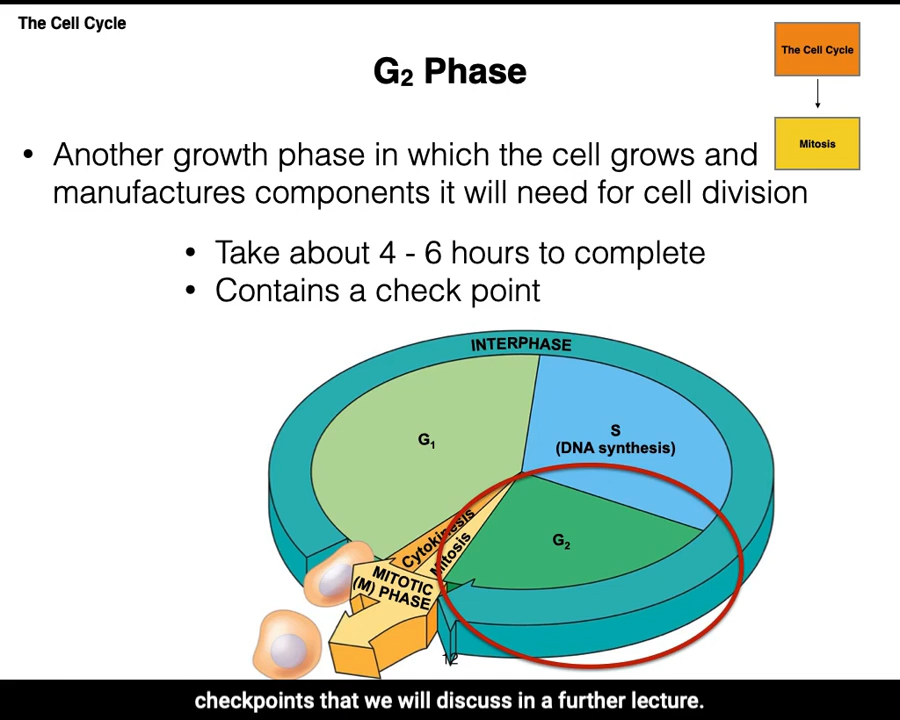 The Cell Cycle
G₂ Phase
The Cell Cycle
Mitosis
• Another growth phase in which the cell grows and
manufactures components it will need for cell division
• Take about 4 - 6 hours to complete
• Contains a check point
INTERPHASE
G₁
S
(DNA synthesis)
G₂
Cytokinesis
Mitosis
MITOTIC
(M) PHASE
12
checkpoints that we will discuss in a further lecture.